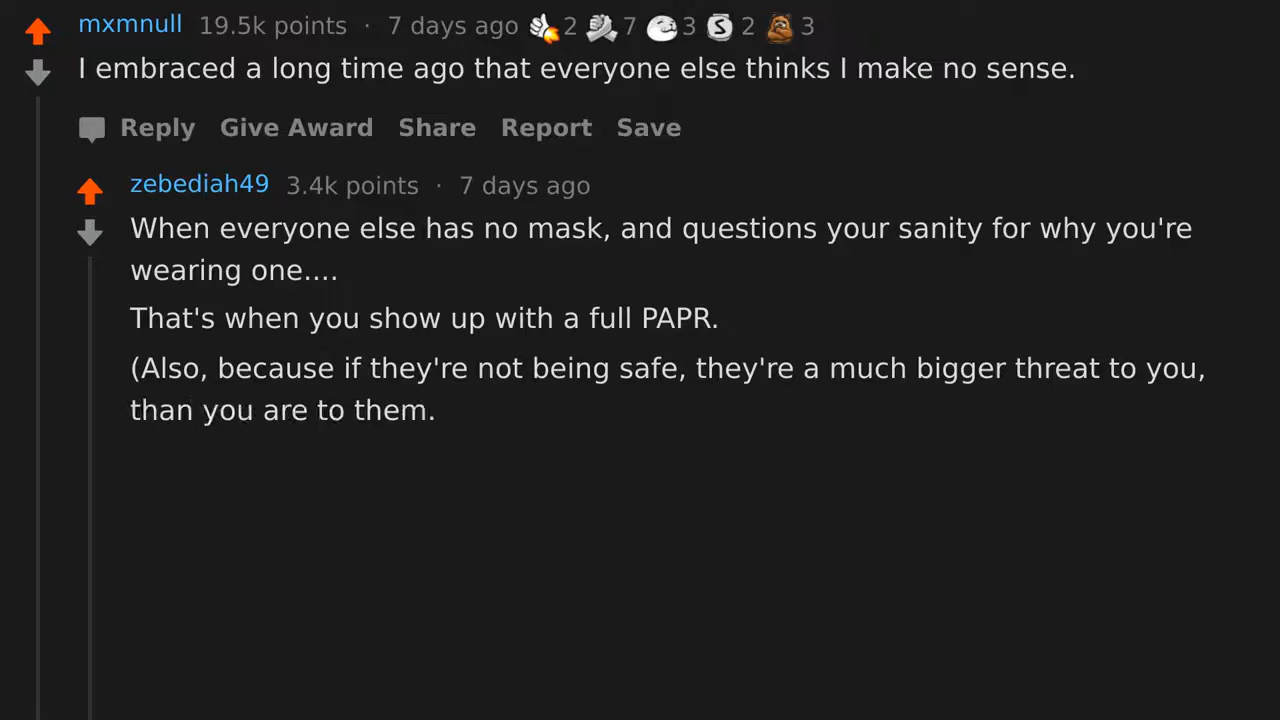 mxmnull 19.5k points · 7 days ago 2 7 3 S 2 3
I embraced a long time ago that everyone else thinks I make no sense.
Reply Give Award Share Report Save
zebediah49 3.4k points · 7 days ago
When everyone else has no mask, and questions your sanity for why you're
wearing one....
That's when you show up with a full PAPR.
(Also, because if they're not being safe, they're a much bigger threat to you,
than you are to them.